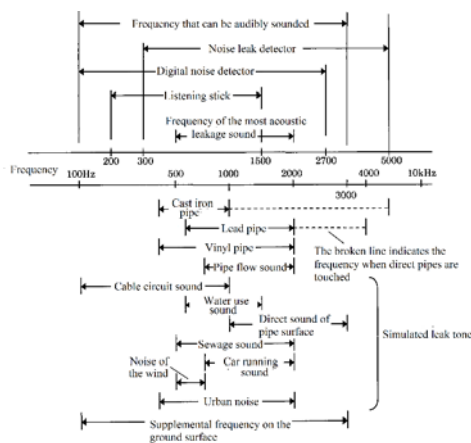 Frequency that can be audibly sounded
Noise leak detector
Digital noise detector
Listening stick
Frequency of the most acoustic
leakage sound
Frequency
200 300 1500 2700 5000
100Hz 500 1000 2000 3000 4000 10kHz
Cast iron
pipe
Lead pipe
Vinyl pipe
The broken line indicates the
frequency when direct pipes are
touched
Pipe flow sound
Cable circuit sound
Water use
sound
Direct sound of
pipe surface
Simulated leak tone
Sewage sound
Noise of
the wind
Car running
sound
Urban noise
Supplemental frequency on
the ground surface